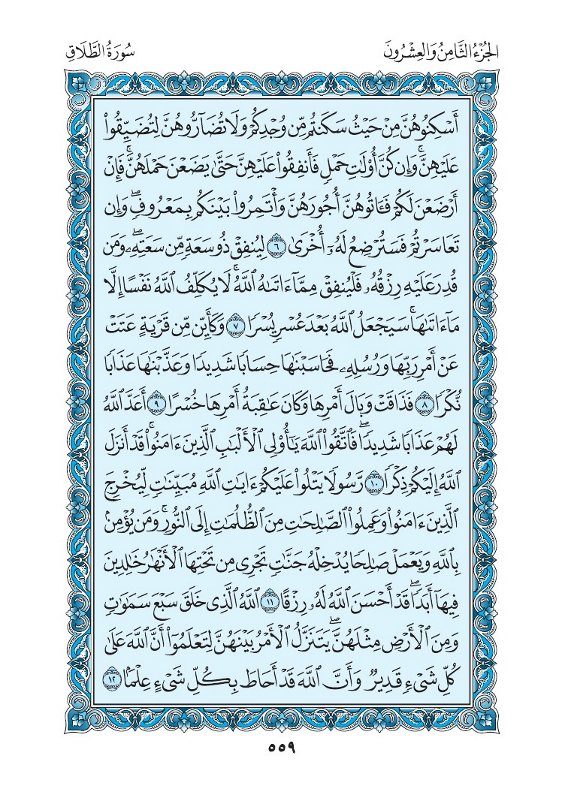 الجُزْءُ الثَّامِنُ وَالعِشْرُونَ
سُورَةُ الطَّلَاقِ
أَسْكِنُوهُنَّ مِنْ حَيْثُ سَكَنتُم مِّن وُجْدِكُمْ وَلَا تُضَآرُّوهُنَّ لِتُضَيِّقُوا۟
عَلَيْهِنَّ ۚ وَإِن كُنَّ أُو۟لَٰتِ حَمْلٍ فَأَنفِقُوا۟ عَلَيْهِنَّ حَتَّىٰ يَضَعْنَ حَمْلَهُنَّ ۚ فَإِنْ
أَرْضَعْنَ لَكُمْ فَـَٔاتُوهُنَّ أُجُورَهُنَّ وَأْتَمِرُوا۟ بَيْنَكُم بِمَعْرُوفٍ ۖ وَإِن
تَعَاسَرْتُمْ فَسَتُرْضِعُ لَهُۥٓ أُخْرَىٰ ٦ لِيُنفِقْ ذُو سَعَةٍ مِّن سَعَتِهِۦ ۖ وَمَن
قُدِرَ عَلَيْهِ رِزْقُهُۥ فَلْيُنفِقْ مِمَّآ ءَاتَىٰهُ ٱللَّهُ ۚ لَا يُكَلِّفُ ٱللَّهُ نَفْسًا إِلَّا
مَآ ءَاتَىٰهَا ۚ سَيَجْعَلُ ٱللَّهُ بَعْدَ عُسْرٍ يُسْرًا ٧ وَكَأَيِّن مِّن قَرْيَةٍ عَتَتْ
عَنْ أَمْرِ رَبِّهَا وَرُسُلِهِۦ فَحَاسَبْنَٰهَا حِسَابًا شَدِيدًا وَعَذَّبْنَٰهَا عَذَابًا
نُّكْرًا ٨ فَذَاقَتْ وَبَالَ أَمْرِهَا وَكَانَ عَٰقِبَةُ أَمْرِهَا خُسْرًا ٩ أَعَدَّ ٱللَّهُ
لَهُمْ عَذَابًا شَدِيدًا ۖ فَٱتَّقُوا۟ ٱللَّهَ يَٰٓأُو۟لِى ٱلْأَلْبَٰبِ ٱلَّذِينَ ءَامَنُوا۟ ۚ قَدْ أَنزَلَ
ٱللَّهُ إِلَيْكُمْ ذِكْرًا ١٠ رَّسُولًا يَتْلُوا۟ عَلَيْكُمْ ءَايَٰتِ ٱللَّهِ مُبَيِّنَٰتٍ لِّيُخْرِجَ
ٱلَّذِينَ ءَامَنُوا۟ وَعَمِلُوا۟ ٱلصَّٰلِحَٰتِ مِنَ ٱلظُّلُمَٰتِ إِلَى ٱلنُّورِ ۚ وَمَن يُؤْمِنۢ
بِٱللَّهِ وَيَعْمَلْ صَٰلِحًا يُدْخِلْهُ جَنَّٰتٍ تَجْرِى مِن تَحْتِهَا ٱلْأَنْهَٰرُ خَٰلِدِينَ
فِيهَآ أَبَدًا ۖ قَدْ أَحْسَنَ ٱللَّهُ لَهُۥ رِزْقًا ١١ ٱللَّهُ ٱلَّذِى خَلَقَ سَبْعَ سَمَٰوَٰتٍ
وَمِنَ ٱلْأَرْضِ مِثْلَهُنَّ ۖ يَتَنَزَّلُ ٱلْأَمْرُ بَيْنَهُنَّ لِتَعْلَمُوٓا۟ أَنَّ ٱللَّهَ عَلَىٰ
كُلِّ شَىْءٍ قَدِيرٌ وَأَنَّ ٱللَّهَ قَدْ أَحَاطَ بِكُلِّ شَىْءٍ عِلْمًۢا ١٢
٥٥٩